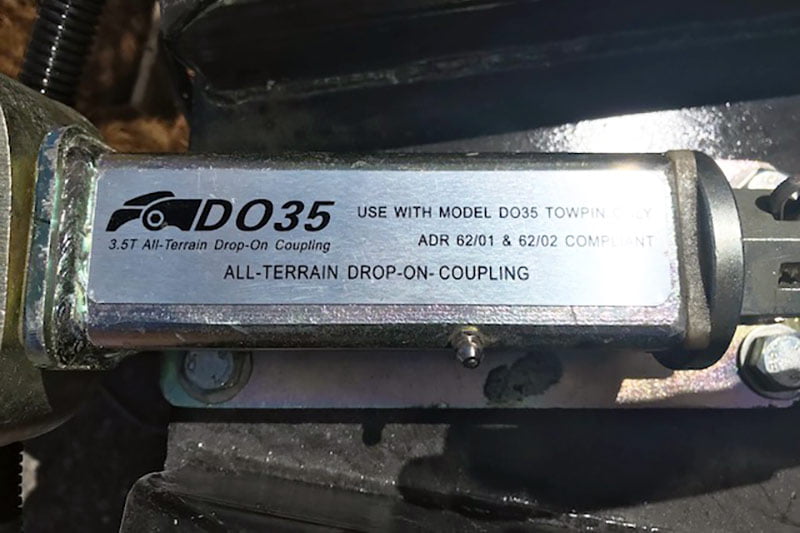 DO35
3.5T All-Terrain Drop-On Coupling
USE WITH MODEL DO35 TOWPIN ONLY
ADR 62/01 & 62/02 COMPLIANT
ALL-TERRAIN DROP-ON-COUPLING